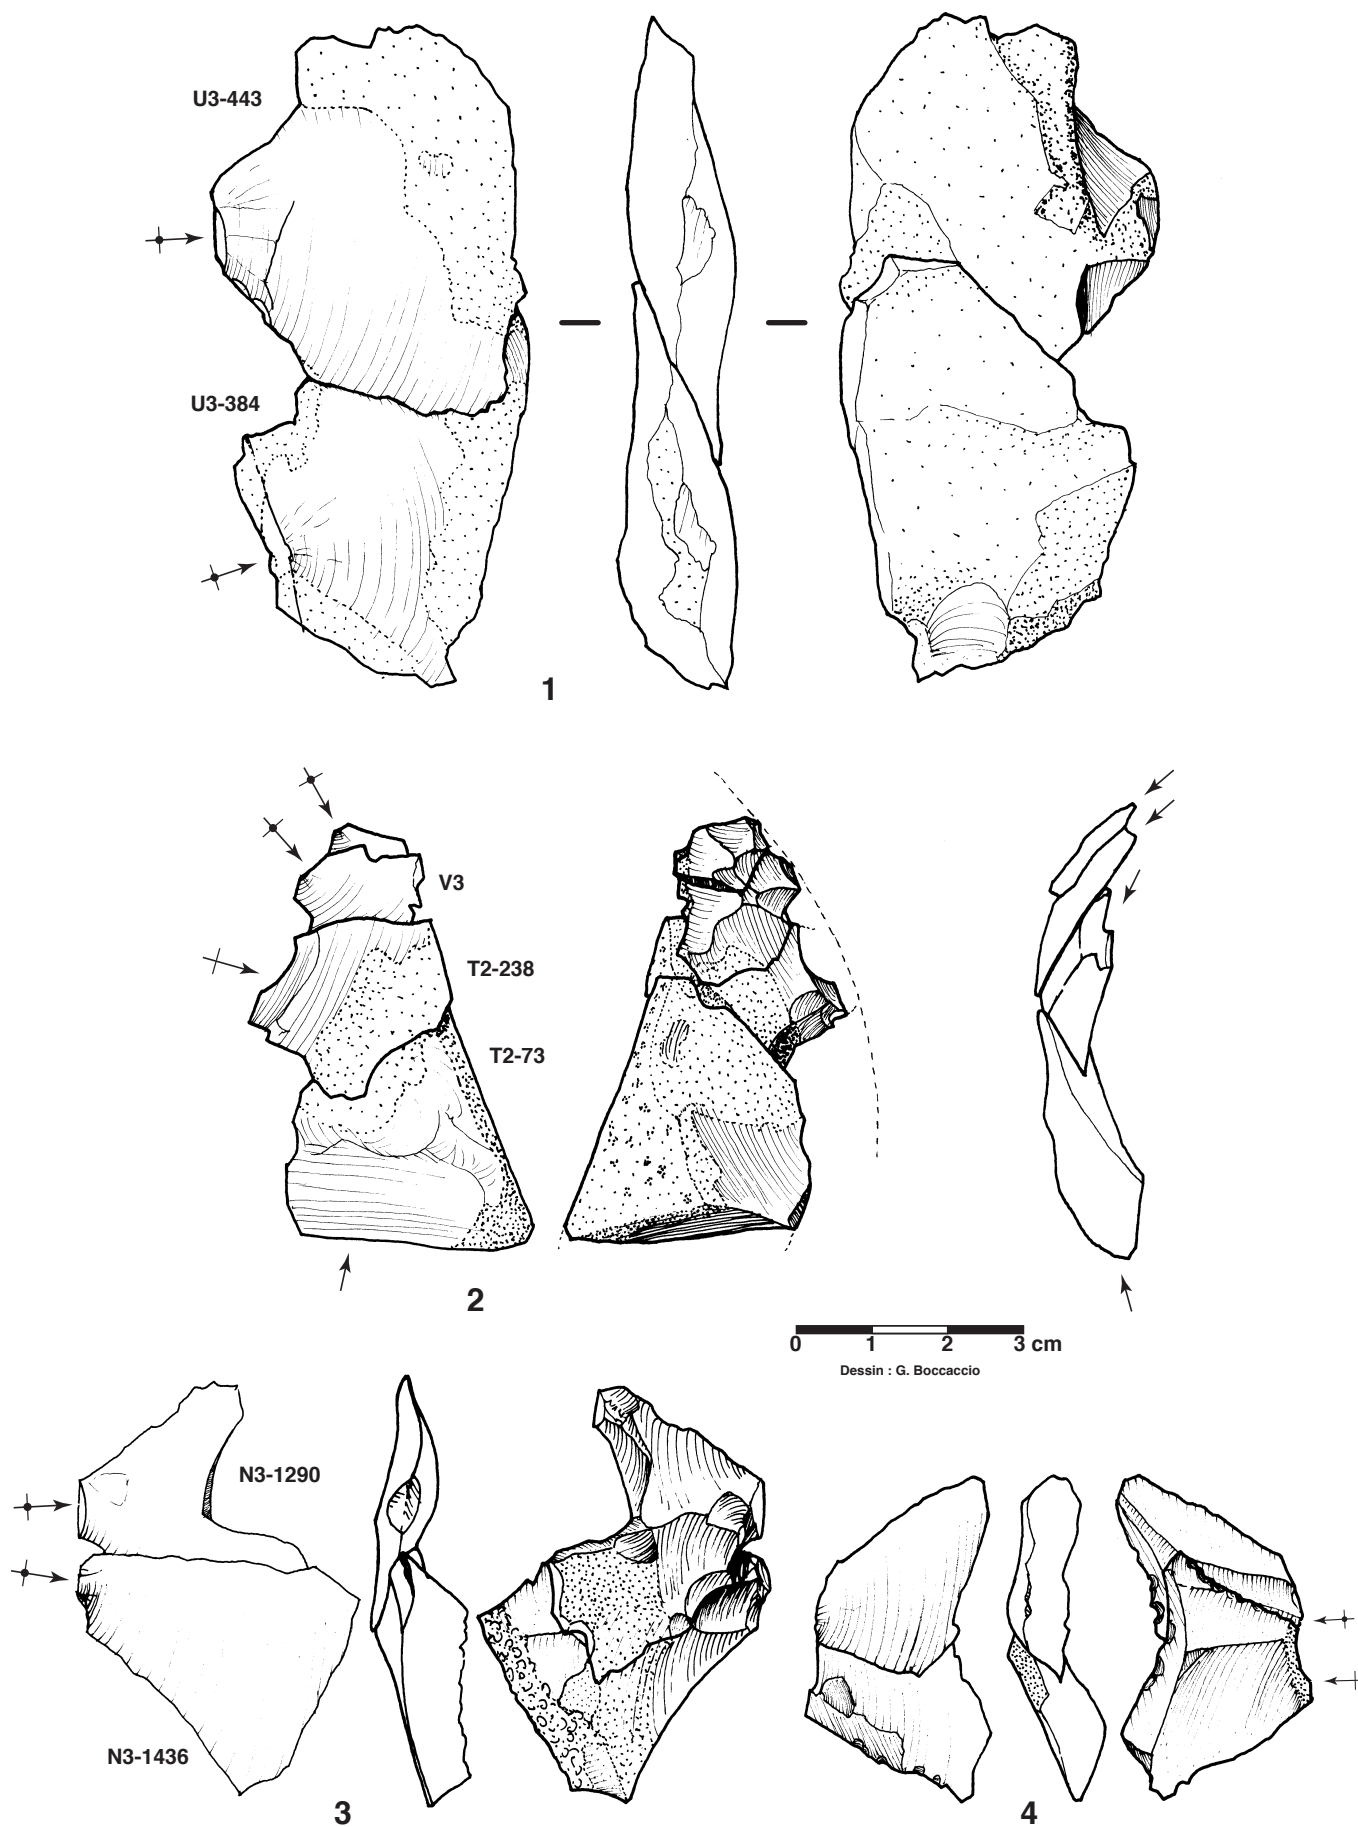 U3-443
U3-384
1
V3
T2-238
T2-73
2
0 1 2 3 cm
Dessin : G. Boccaccio
N3-1290
N3-1436
3
4